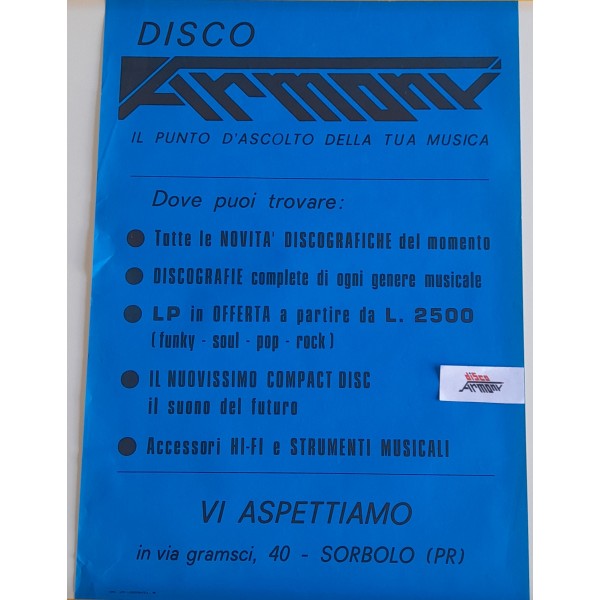 DISCO
ARMONY
IL PUNTO D'ASCOLTO DELLA TUA MUSICA
Dove puoi trovare:
● Tutte le NOVITA' DISCOGRAFICHE del momento
● DISCOGRAFIE complete di ogni genere musicale
● LP in OFFERTA a partire da L. 2500
(funky - soul - pop - rock)
● IL NUOVISSIMO COMPACT DISC
il suono del futuro
disco
ARMONY
● Accessori HI-FI e STRUMENTI MUSICALI
VI ASPETTIAMO
in via gramsci, 40 - SORBOLO (PR)